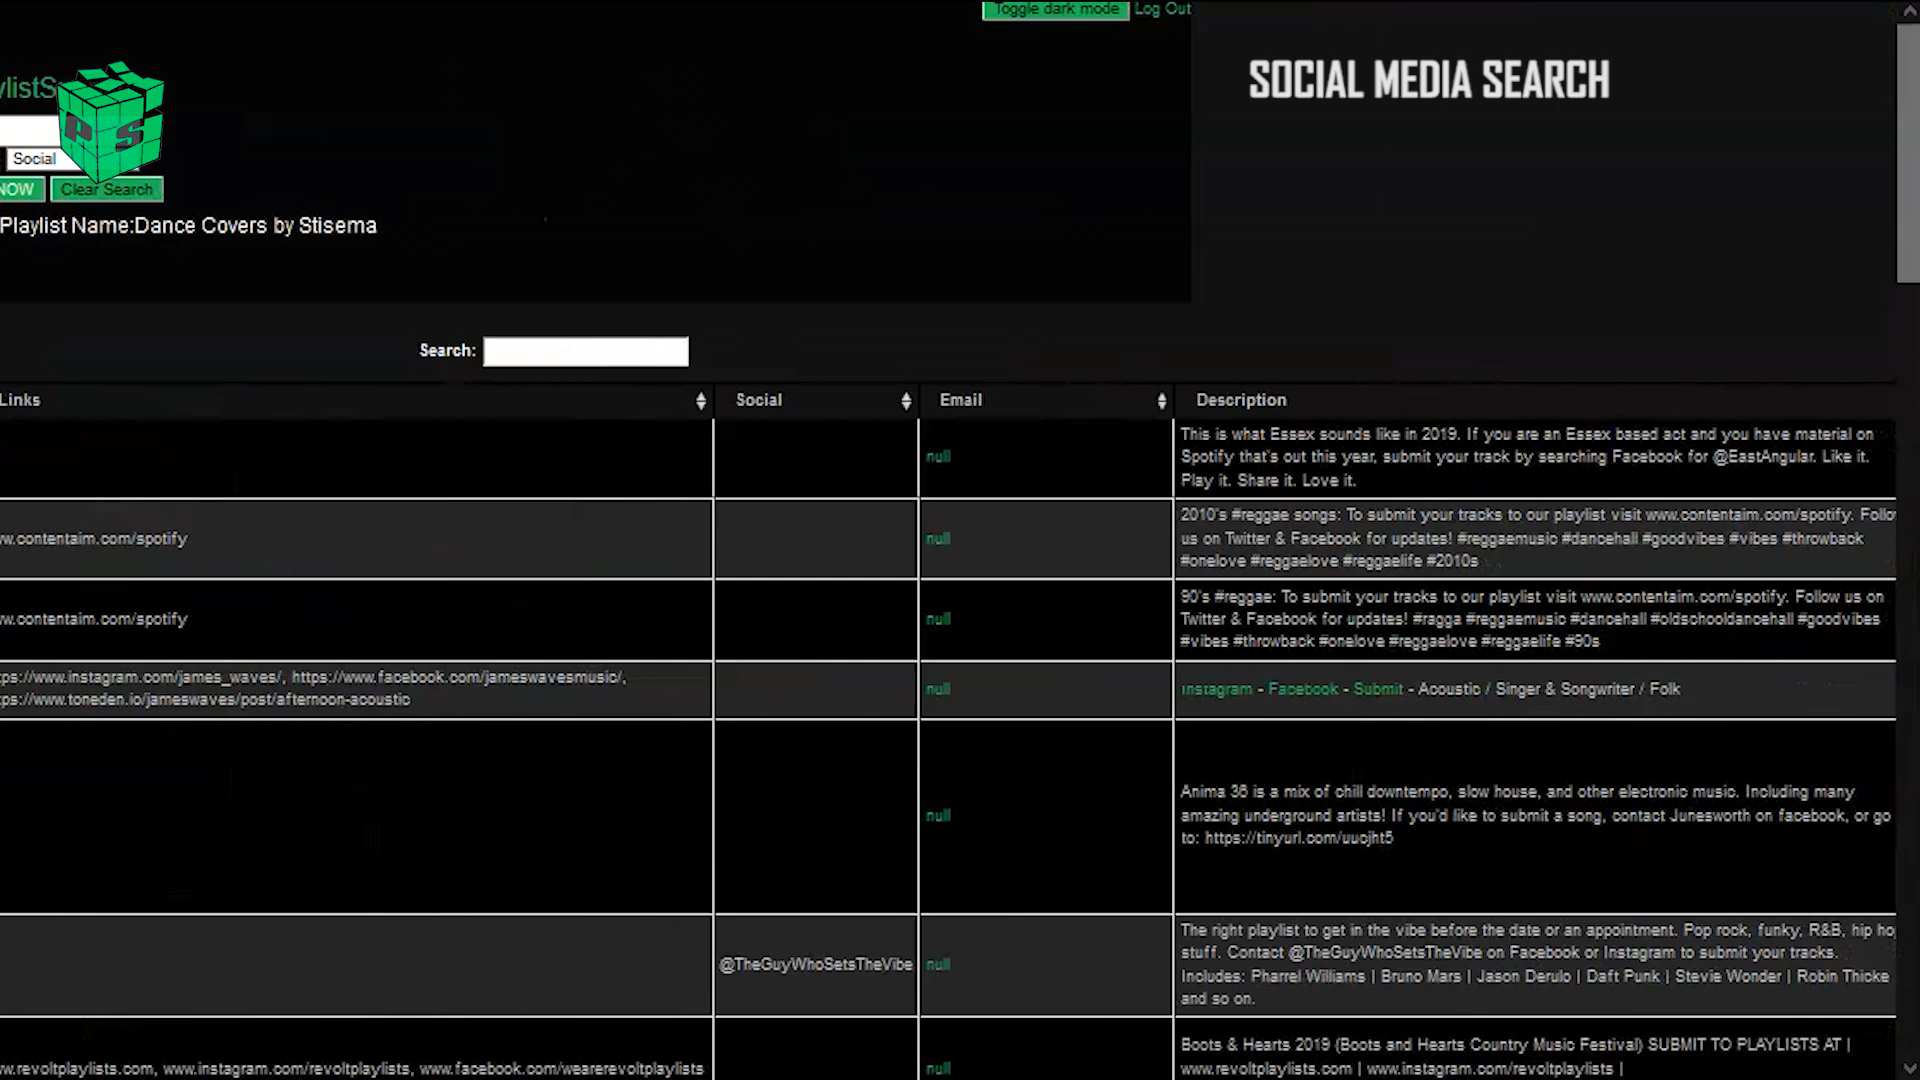 Toggle dark mode Log Out
SOCIAL MEDIA SEARCH
ylistS
P S
Social
NOW Clear Search
Playlist Name:Dance Covers by Stisema
Search:
Links Social Email Description
null
This is what Essex sounds like in 2019. If you are an Essex based act and you have material on
Spotify that's out this year, submit your track by searching Facebook for @EastAngular. Like it.
Play it. Share it. Love it.
w.contentaim.com/spotify
null
2010's #reggae songs: To submit your tracks to our playlist visit www.contentaim.com/spotify. Follo
us on Twitter & Facebook for updates! #reggaemusic #dancehall #goodvibes #vibes #throwback
#onelove #reggaelove #reggaelife #2010s
w.contentaim.com/spotify
null
90's #reggae: To submit your tracks to our playlist visit www.contentaim.com/spotify. Follow us on
Twitter & Facebook for updates! #ragga #reggaemusic #dancehall #oldschooldancehall #goodvibes
#vibes #throwback #onelove #reggaelove #reggaelife #90s
ps://www.instagram.com/james_waves/, https://www.facebook.com/jameswavesmusic/,
ps://www.toneden.io/jameswaves/post/afternoon-acoustic
null
Instagram - Facebook - Submit - Acoustic / Singer & Songwriter / Folk
null
Anima 36 is a mix of chill downtempo, slow house, and other electronic music. Including many
amazing underground artists! If you'd like to submit a song, contact Junesworth on facebook, or go
to: https://tinyurl.com/uucjht5
@TheGuyWhoSetsTheVibe
null
The right playlist to get in the vibe before the date or an appointment. Pop rock, funky, R&B, hip ho
stuff. Contact @TheGuyWhoSetsTheVibe on Facebook or Instagram to submit your tracks.
Includes: Pharrel Williams | Bruno Mars | Jason Derulo | Daft Punk | Stevie Wonder | Robin Thicke
and so on.
w.revoltplaylists.com, www.instagram.com/revoltplaylists, www.facebook.com/wearerevoltplaylists
null
Boots & Hearts 2019 (Boots and Hearts Country Music Festival) SUBMIT TO PLAYLISTS AT |
www.revoltplaylists.com | www.instagram.com/revoltplaylists |